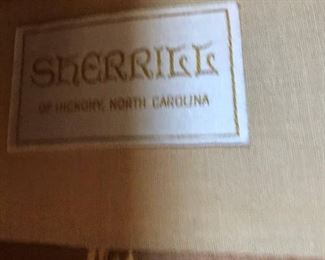 SHERRILL
OF HICKORY, NORTH CAROLINA